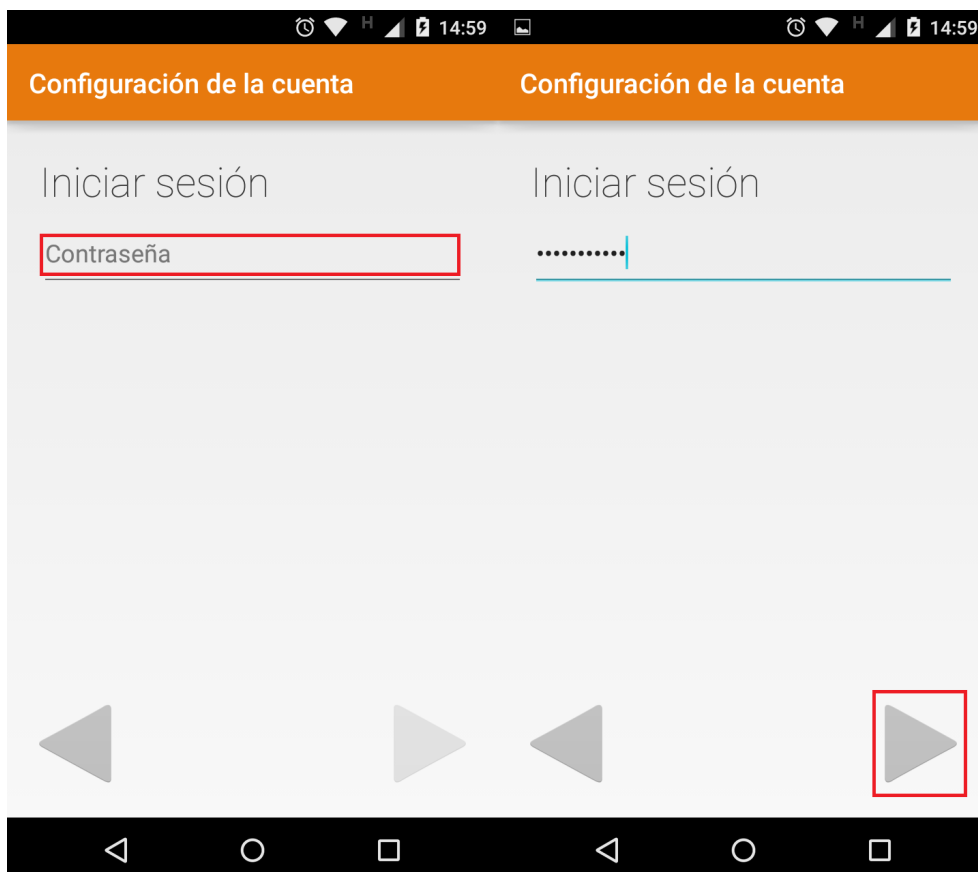 H 14:59
Configuración de la cuenta
Iniciar sesión
Contraseña
H 14:59
Configuración de la cuenta
Iniciar sesión
•••••••••••